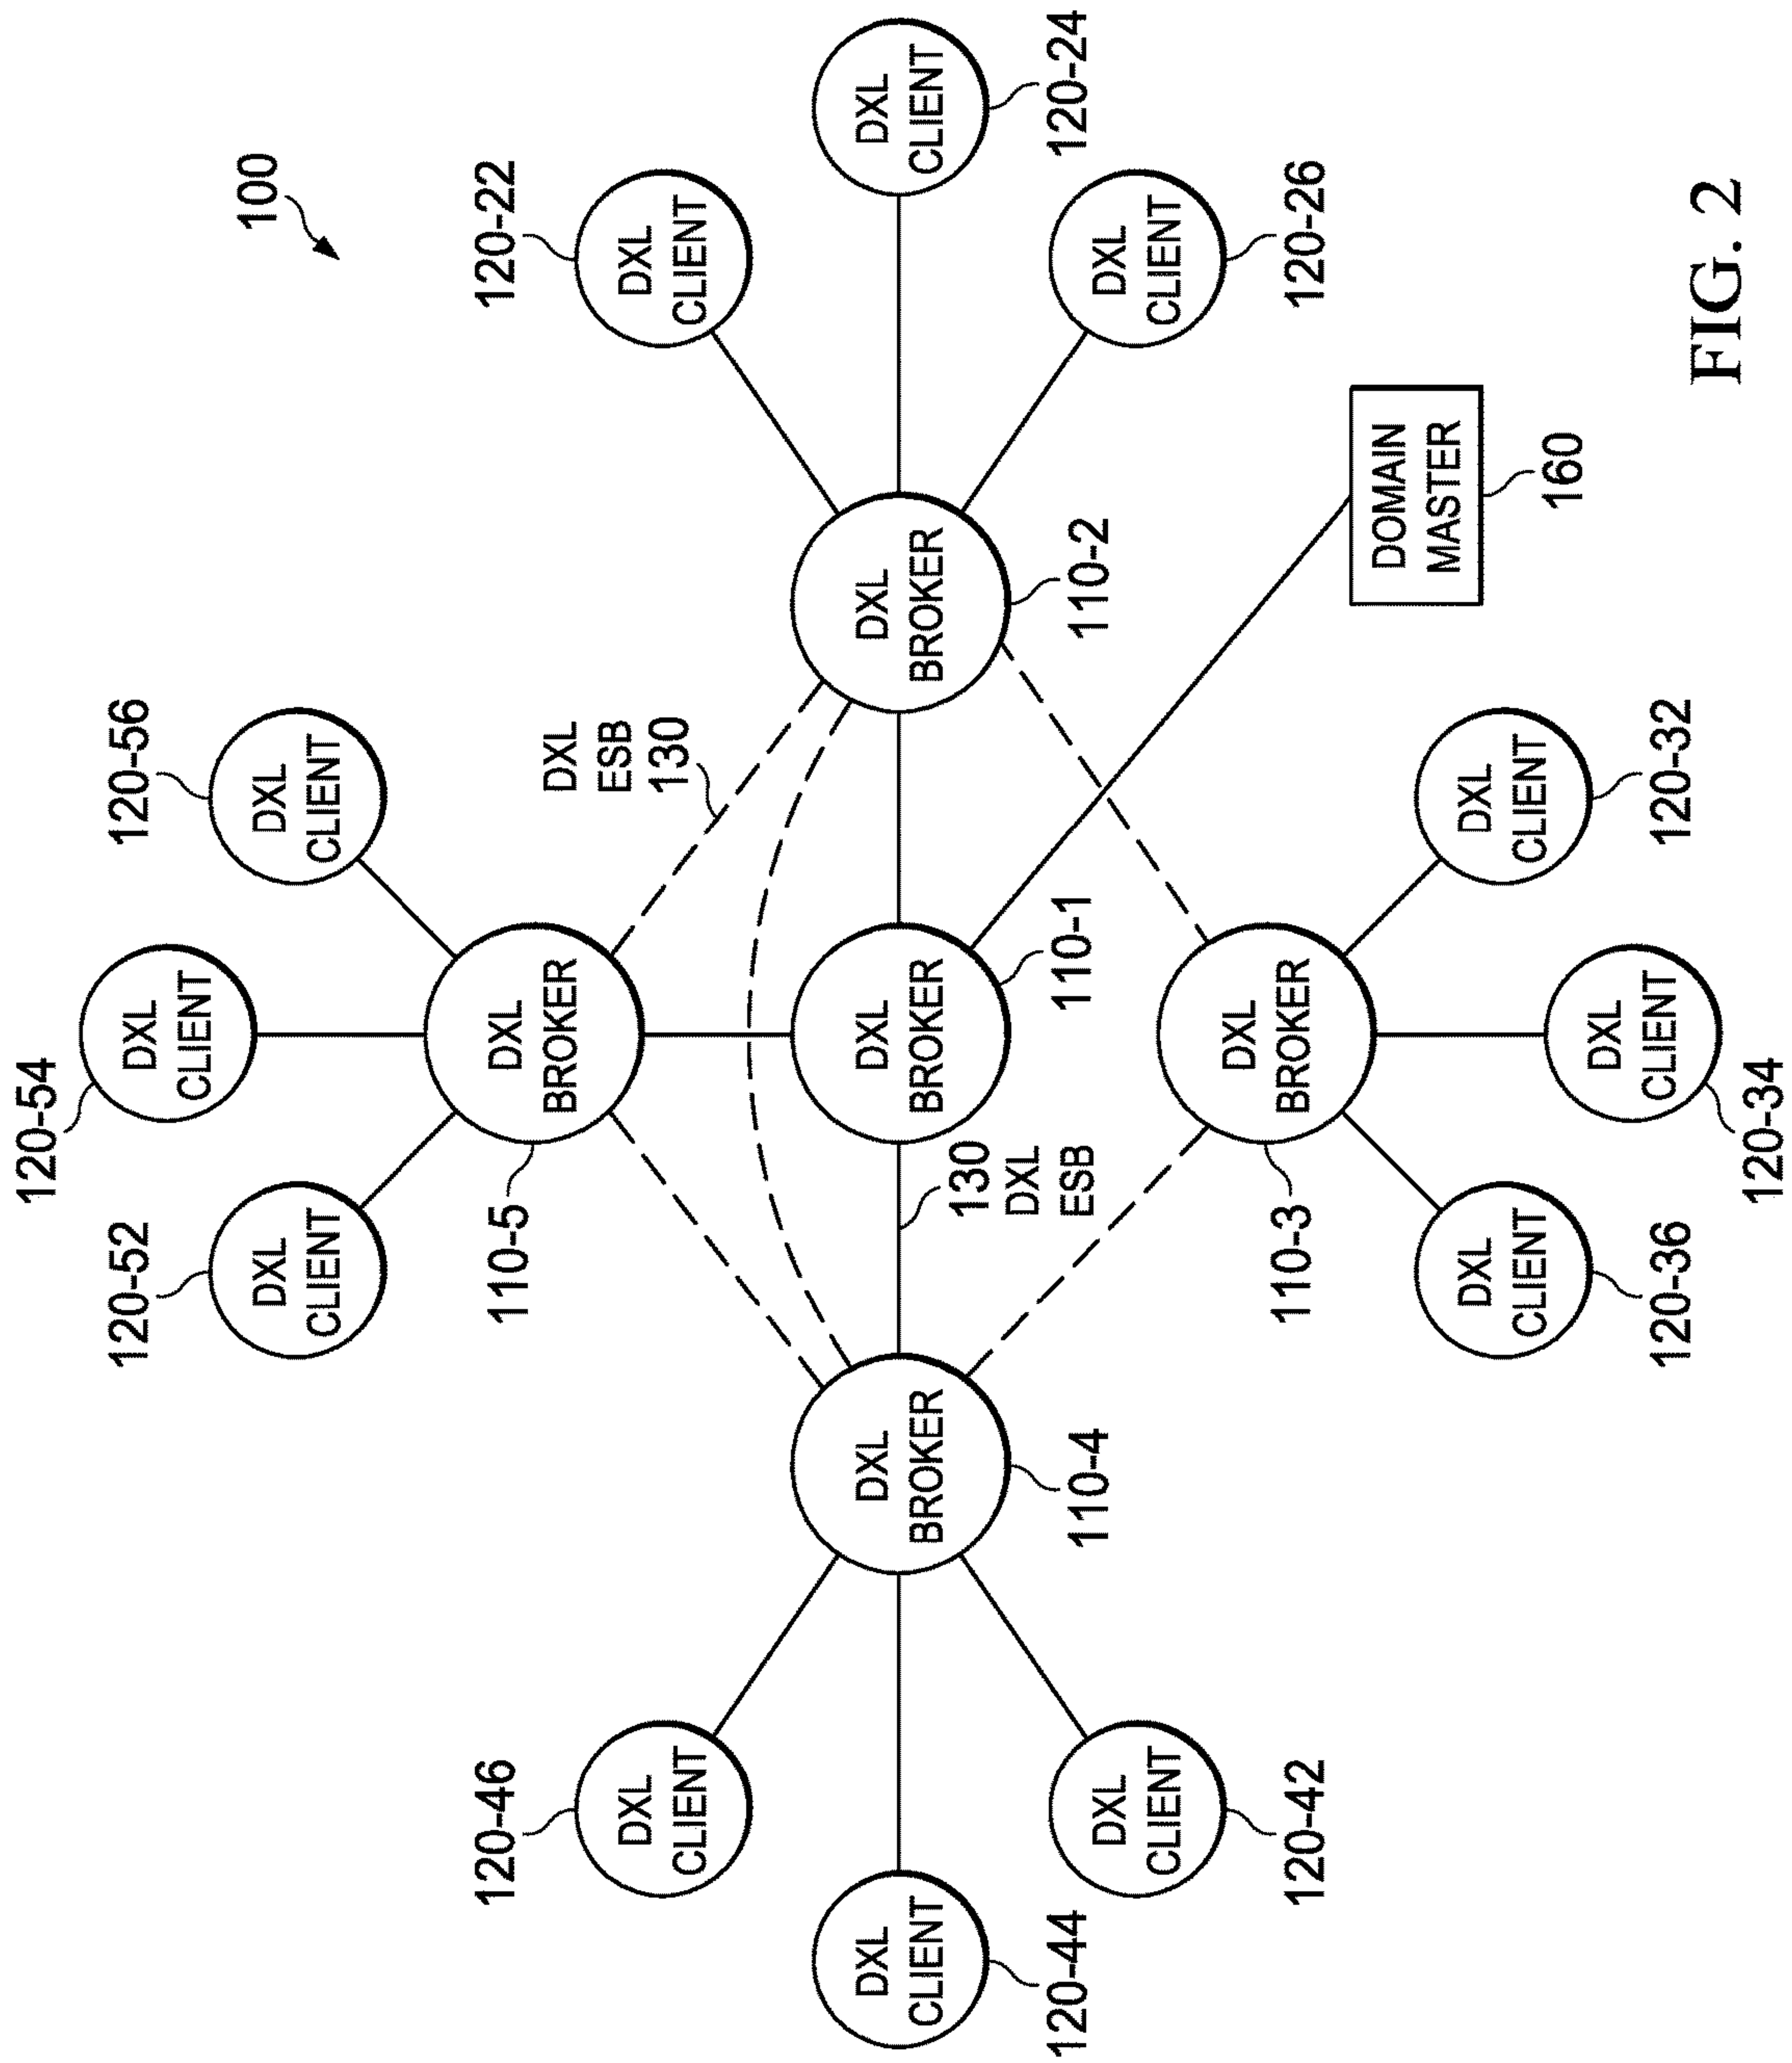 120-54
120-52
120-56
DXL
CLIENT
100
DXL
CLIENT
DXL
CLIENT
120-46
110-5
120-22
DXL
BROKER
DXL
ESB
130
DXL
CLIENT
DXL
CLIENT
DXL
CLIENT
DXL
BROKER
DXL
BROKER
DXL
BROKER
DXL
CLIENT
130
DXL
ESB
120-44
110-4
110-1
110-2
120-24
DXL
CLIENT
DXL
CLIENT
DXL
BROKER
120-42
110-3
120-26
DOMAIN
MASTER
160
DXL
CLIENT
DXL
CLIENT
DXL
CLIENT
120-36
120-32
120-34
FIG. 2